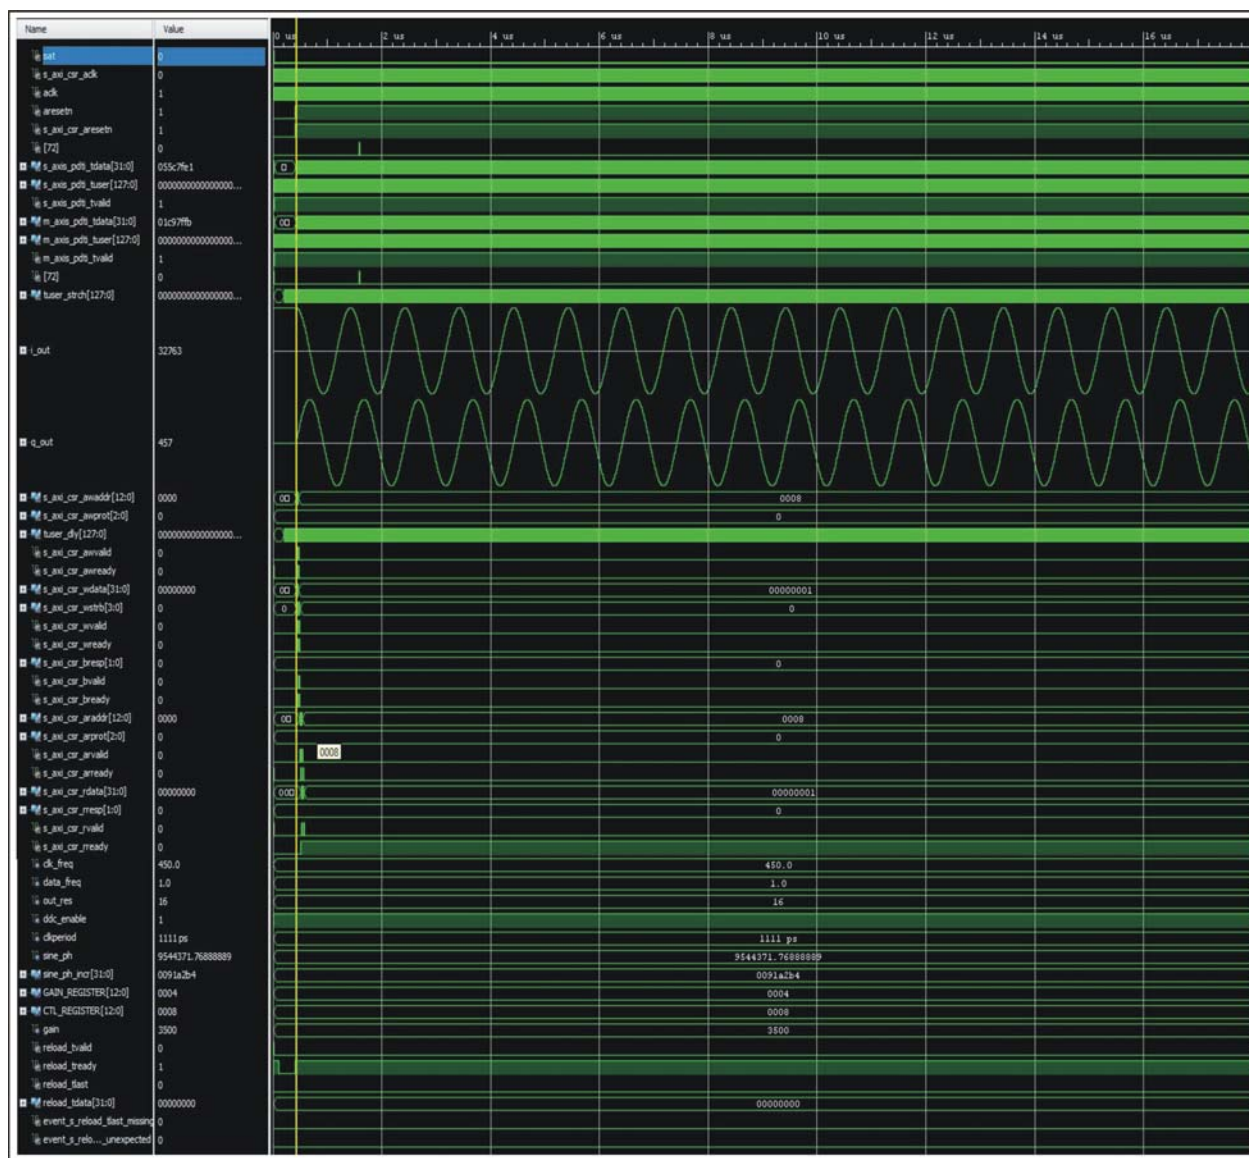 Name Value
0 us 2 us 4 us 6 us 8 us 10 us 12 us 14 us 16 us
sat 0
s_axi_csr_aclk 0
aclk 1
aresetn 1
s_axi_csr_aresetn 1
[72] 0
s_axis_pdti_tdata[31:0] 055c7fe1
s_axis_pdti_tuser[127:0] 0000000000000000...
s_axis_pdti_tvalid 1
m_axis_pdti_tdata[31:0] 01c97ffb
m_axis_pdti_tuser[127:0] 0000000000000000...
m_axis_pdti_tvalid 1
[72] 0
tuser_strch[127:0] 0000000000000000...
i_out 32763
q_out 457
s_axi_csr_awaddr[12:0] 0000 0008
s_axi_csr_awprot[2:0] 0 0
tuser_dly[127:0] 0000000000000000...
s_axi_csr_awvalid 0
s_axi_csr_awready 0
s_axi_csr_wdata[31:0] 00000000 00000001
s_axi_csr_wstrb[3:0] 0 0 0
s_axi_csr_wvalid 0
s_axi_csr_wready 0
s_axi_csr_bresp[1:0] 0 0
s_axi_csr_bvalid 0
s_axi_csr_bready 0
s_axi_csr_araddr[12:0] 0000 0008
s_axi_csr_arprot[2:0] 0 0
s_axi_csr_arvalid 0 0008
s_axi_csr_arready 0
s_axi_csr_rdata[31:0] 00000000 00000001
s_axi_csr_rresp[1:0] 0 0
s_axi_csr_rvalid 0
s_axi_csr_rready 0
clk_freq 450.0 450.0
data_freq 1.0 1.0
out_res 16 16
ddc_enable 1
clkperiod 1111 ps 1111 ps
sine_ph 9544371.76888889 9544371.76888889
sine_ph_incr[31:0] 0091a2b4 0091a2b4
GAIN_REGISTER[12:0] 0004 0004
CTL_REGISTER[12:0] 0008 0008
gain 3500 3500
reload_tvalid 0
reload_tready 1
reload_tlast 0
reload_tdata[31:0] 00000000 00000000
event_s_reload_tlast_missing 0
event_s_relo..._unexpected 0